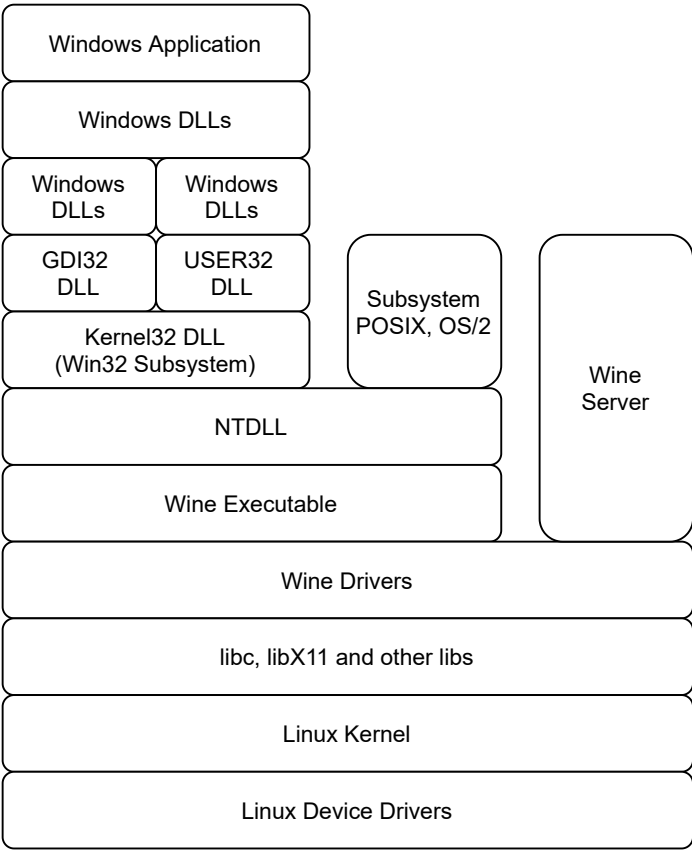 Windows Application
Windows DLLs
Windows
DLLs
Windows
DLLs
GDI32
DLL
USER32
DLL
Subsystem
POSIX, OS/2
Kernel32 DLL
(Win32 Subsystem)
Wine
Server
NTDLL
Wine Executable
Wine Drivers
libc, libX11 and other libs
Linux Kernel
Linux Device Drivers